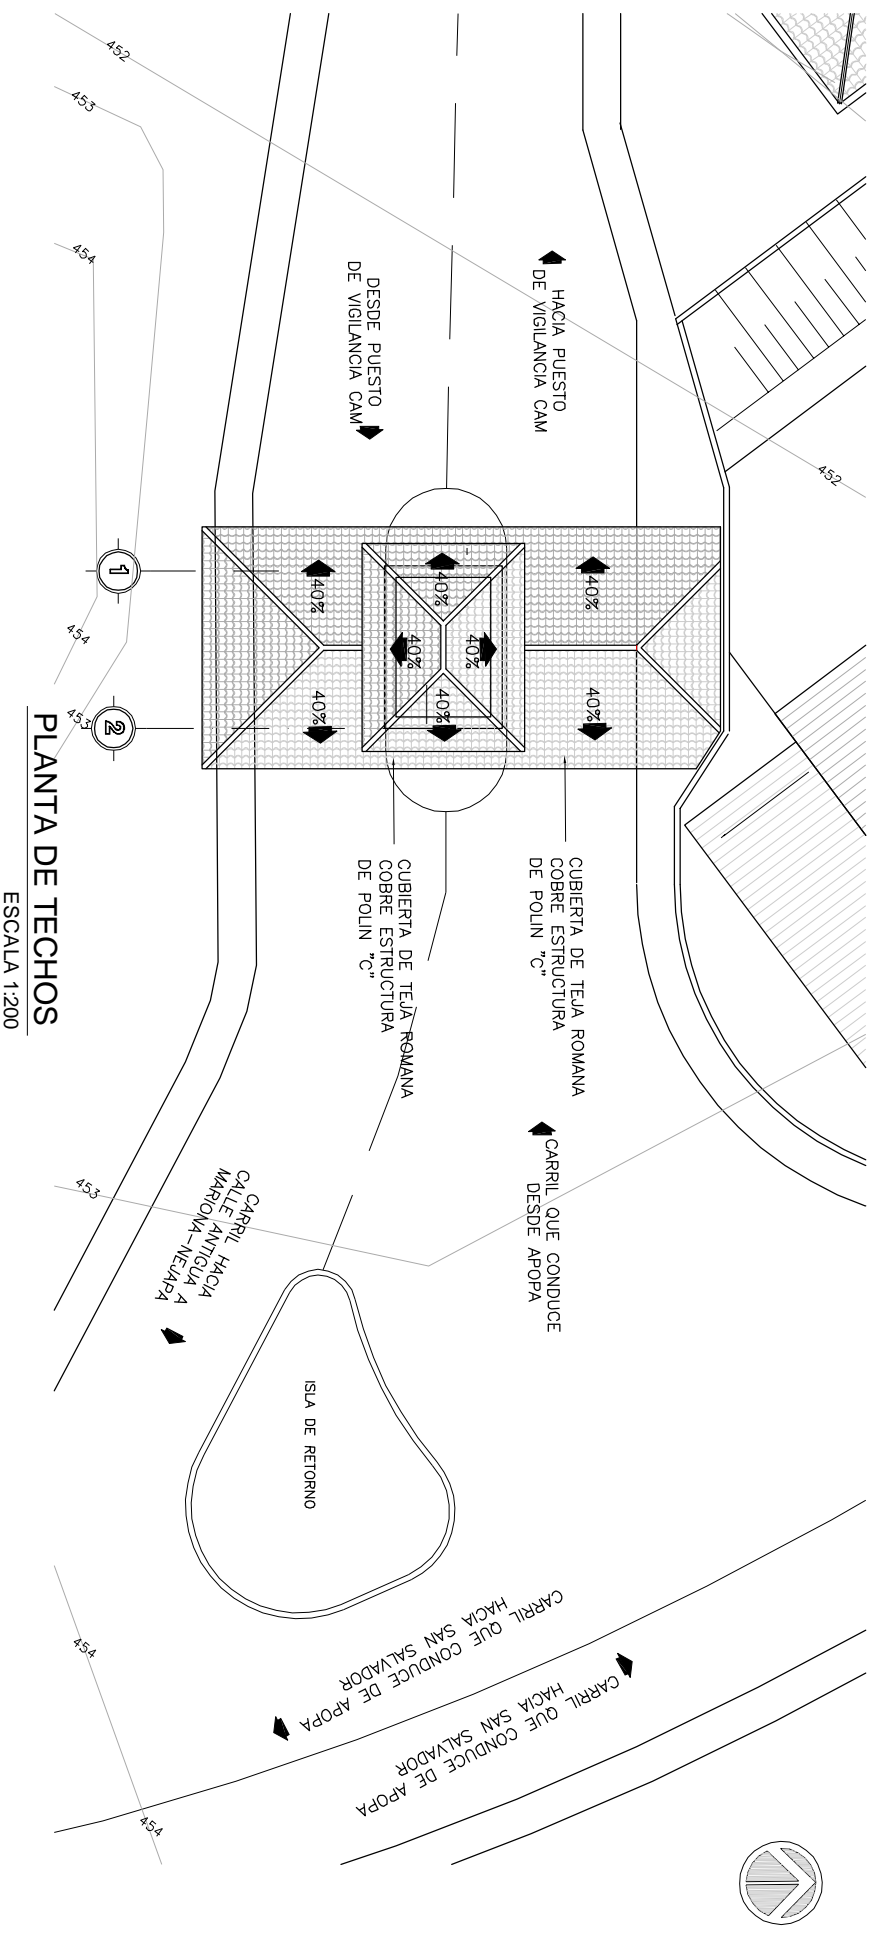 452
453
454
DESDE PUESTO
DE VIGILANCIA CAM
HACIA PUESTO
DE VIGILANCIA CAM
452
1
40%
40%
40%
40%
40%
40%
40%
40%
454
453
2
PLANTA DE TECHOS
ESCALA 1:200
CUBIERTA DE TEJA ROMANA
COBRE ESTRUCTURA
DE POLIN "C"
CUBIERTA DE TEJA ROMANA
COBRE ESTRUCTURA
DE POLIN "C"
CARRIL QUE CONDUCE
DESDE APOPA
453
CARRIL HACIA
CALLE ANTIGUA A
MARIONA-NEJAPA
ISLA DE RETORNO
CARRIL QUE CONDUCE DE APOPA
HACIA SAN SALVADOR
CARRIL QUE CONDUCE DE APOPA
HACIA SAN SALVADOR
454
454